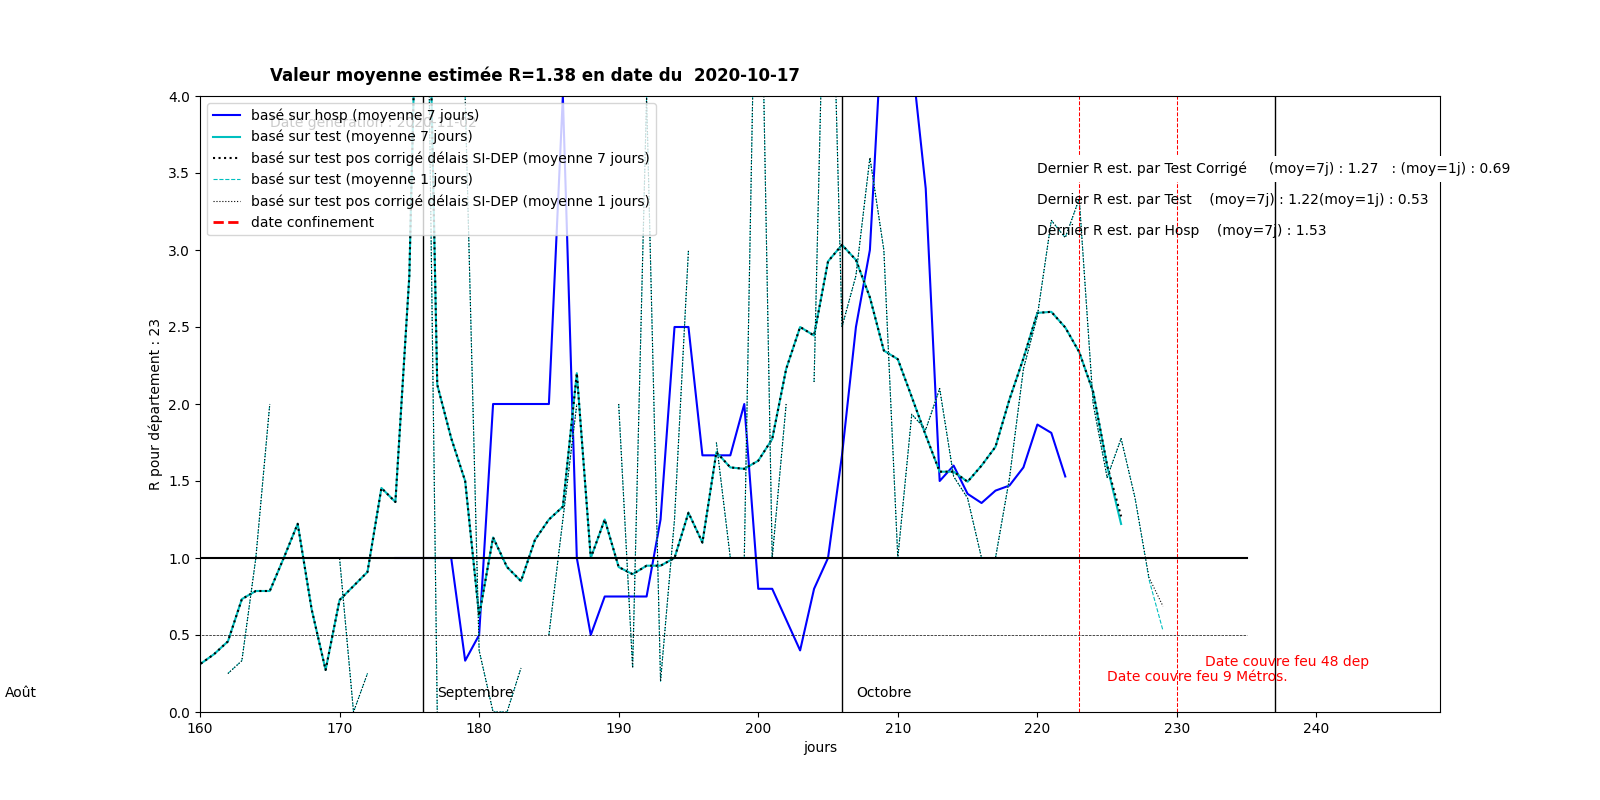 Valeur moyenne estimée R=1.38 en date du  2020-10-17
Date génération : 2020-11-02
basé sur hosp (moyenne 7 jours)
basé sur test (moyenne 7 jours)
basé sur test pos corrigé délais SI-DEP (moyenne 7 jours)
basé sur test (moyenne 1 jours)
basé sur test pos corrigé délais SI-DEP (moyenne 1 jours)
date confinement
Dernier R est. par Test Corrigé     (moy=7j) : 1.27   : (moy=1j) : 0.69
Dernier R est. par Test    (moy=7j) : 1.22(moy=1j) : 0.53
Dernier R est. par Hosp    (moy=7j) : 1.53
4.0
3.5
3.0
2.5
2.0
1.5
1.0
0.5
0.0
R pour département : 23
Date couvre feu 48 dep
Date couvre feu 9 Métros.
Août
Septembre
Octobre
160 170 180 190 200 210 220 230 240
jours